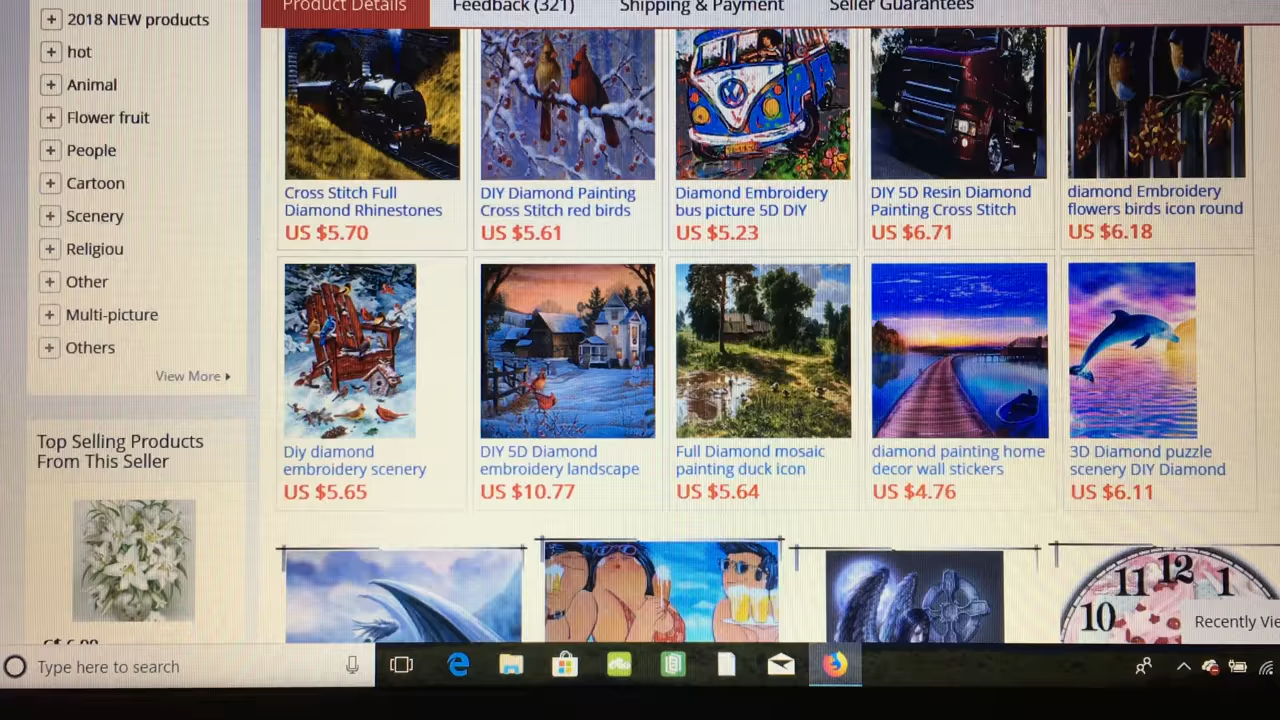 Product Details
Feedback (321)
Shipping & Payment
Seller Guarantees
+ 2018 NEW products
+ hot
+ Animal
+ Flower fruit
+ People
+ Cartoon
+ Scenery
+ Religiou
+ Other
+ Multi-picture
+ Others
View More
Top Selling Products
From This Seller
Cross Stitch Full
Diamond Rhinestones
US $5.70
DIY Diamond Painting
Cross Stitch red birds
US $5.61
Diamond Embroidery
bus picture 5D DIY
US $5.23
DIY 5D Resin Diamond
Painting Cross Stitch
US $6.71
diamond Embroidery
flowers birds icon round
US $6.18
Diy diamond
embroidery scenery
US $5.65
DIY 5D Diamond
embroidery landscape
US $10.77
Full Diamond mosaic
painting duck icon
US $5.64
diamond painting home
decor wall stickers
US $4.76
3D Diamond puzzle
scenery DIY Diamond
US $6.11
11 12 1
10
Recently Vie
Type here to search